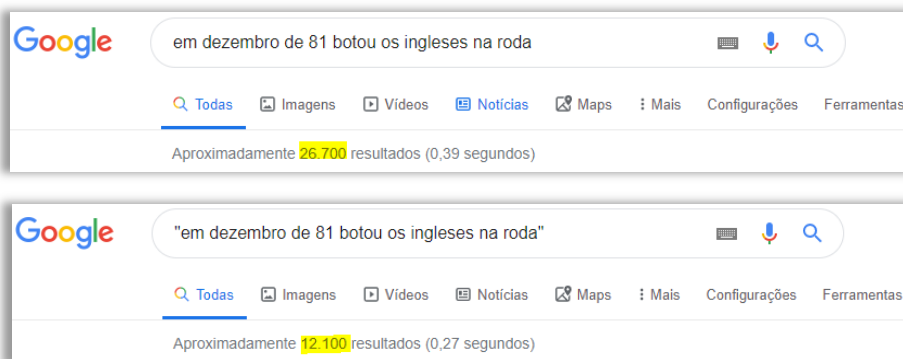 Google em dezembro de 81 botou os ingleses na roda
Todas Imagens Vídeos Notícias Maps Mais Configurações Ferramentas
Aproximadamente 26.700 resultados (0,39 segundos)
Google "em dezembro de 81 botou os ingleses na roda"
Todas Imagens Vídeos Notícias Maps Mais Configurações Ferramentas
Aproximadamente 12.100 resultados (0,27 segundos)